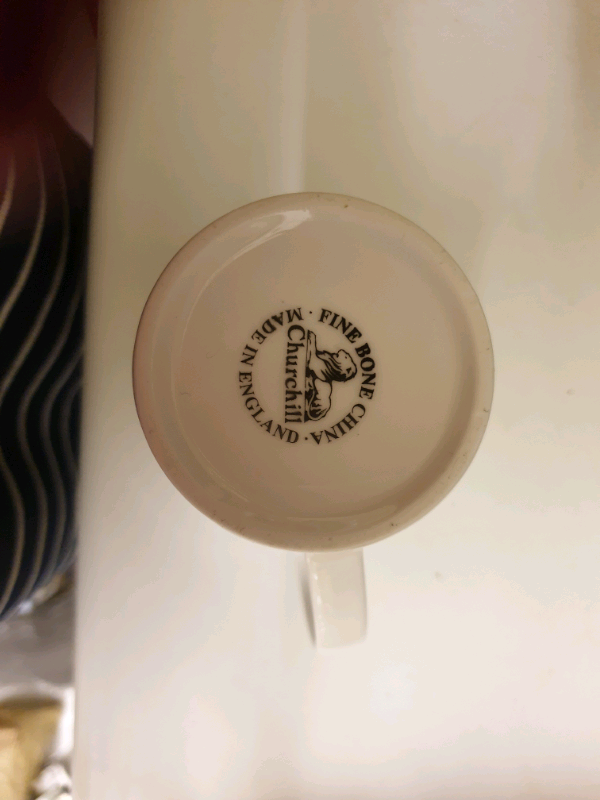 · FINE BONE CHINA ·
Churchill
MADE IN ENGLAND